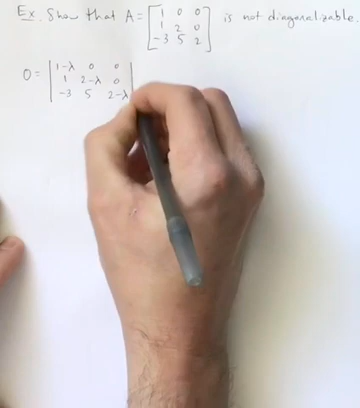 Ex. Show that A = [1 0 0; 1 2 0; -3 5 2] is not diagonalizable.
0 = |1-λ 0 0; 1 2-λ 0; -3 5 2-λ|